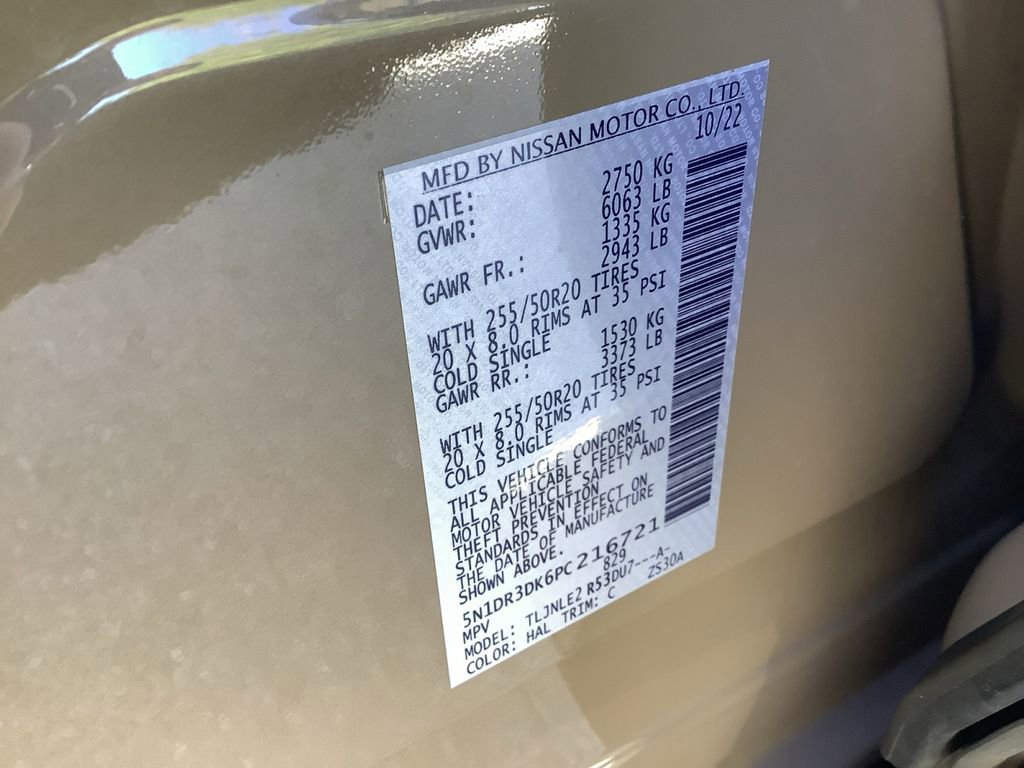 MFD BY NISSAN MOTOR CO., LTD.
DATE: 10/22
GVWR: 2750 KG
6063 LB
GAWR FR.: 1335 KG
2943 LB
WITH 255/50R20 TIRES
20 X 8.0 RIMS AT 35 PSI
COLD SINGLE
GAWR RR.: 1530 KG
3373 LB
WITH 255/50R20 TIRES
20 X 8.0 RIMS AT 35 PSI
COLD SINGLE
THIS VEHICLE CONFORMS TO
ALL APPLICABLE FEDERAL
MOTOR VEHICLE SAFETY AND
THEFT PREVENTION
STANDARDS IN EFFECT ON
THE DATE OF MANUFACTURE
SHOWN ABOVE.
5N1DR3DK6PC216721
MPV 829
MODEL: TLJNLE2 R53DU7---A-
COLOR: HAL TRIM: C ZS30A